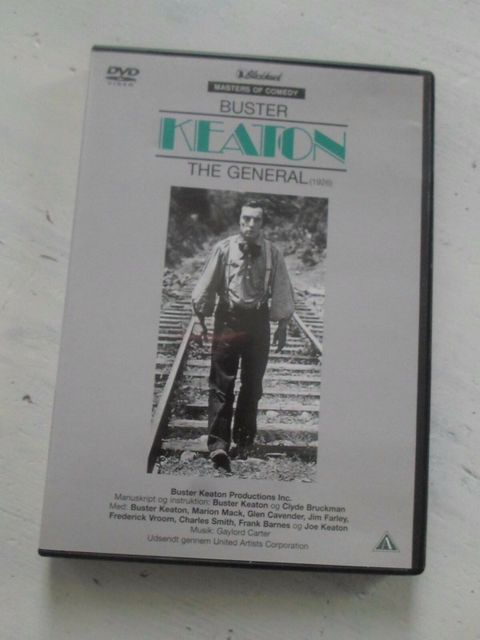 DVD
VIDEO
MASTERS OF COMEDY
BUSTER
KEATON
THE GENERAL (1926)
Buster Keaton Productions Inc.
Manuskript og instruktion: Buster Keaton og Clyde Bruckman
Med: Buster Keaton, Marion Mack, Glen Cavender, Jim Farley,
Frederick Vroom, Charles Smith, Frank Barnes og Joe Keaton
Musik: Gaylord Carter
Udsendt gennem United Artists Corporation
A